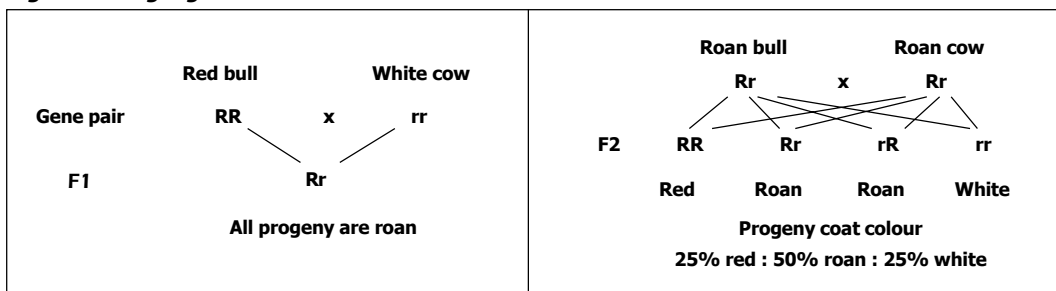 Red bull White cow
Gene pair RR x rr
F1 Rr
All progeny are roan
Roan bull Roan cow
Rr x Rr
F2 RR Rr rR rr
Red Roan Roan White
Progeny coat colour
25% red : 50% roan : 25% white